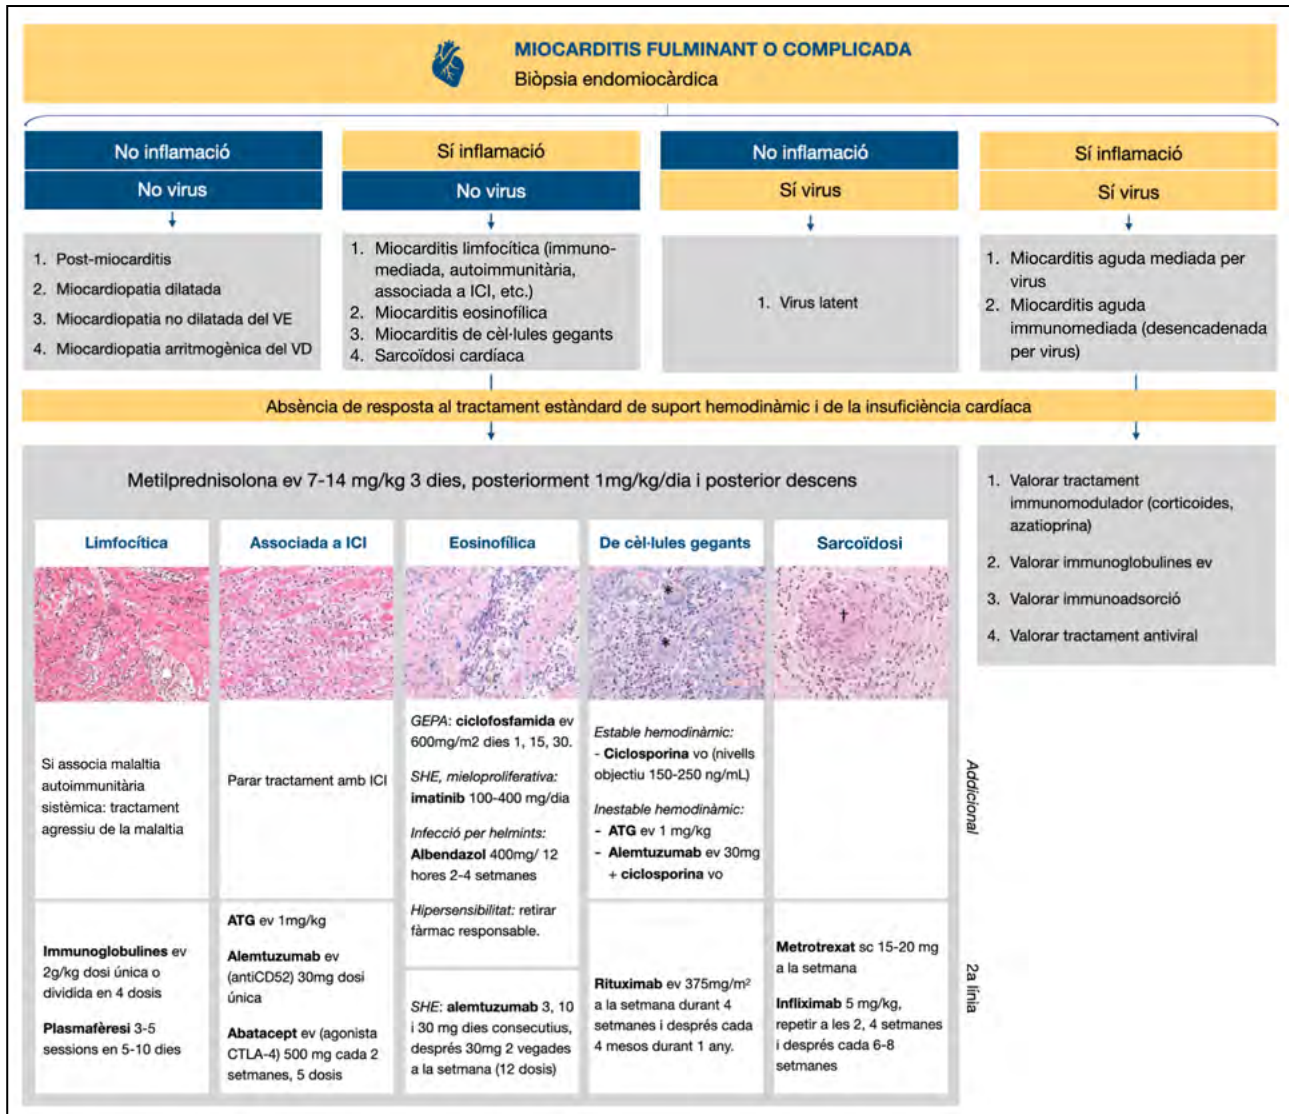 MIOCARDITIS FULMINANT O COMPLICADA
Biòpsia endomiocàrdica
No inflamació
No virus
1. Post-miocarditis
2. Miocardiopatia dilatada
3. Miocardiopatia no dilatada del VE
4. Miocardiopatia arritmogènica del VD
Sí inflamació
No virus
1. Miocarditis limfocítica (immuno-
mediada, autoimmunitària,
associada a ICI, etc.)
2. Miocarditis eosinofílica
3. Miocarditis de cèl·lules gegants
4. Sarcoïdosi cardíaca
No inflamació
Sí virus
1. Virus latent
Sí inflamació
Sí virus
1. Miocarditis aguda mediada per
virus
2. Miocarditis aguda
immunomediada (desencadenada
per virus)
Absència de resposta al tractament estàndard de suport hemodinàmic i de la insuficiència cardíaca
Metilprednisolona ev 7-14 mg/kg 3 dies, posteriorment 1mg/kg/dia i posterior descens
Limfocítica
Si associa malaltia
autoimmunitària
sistèmica: tractament
agressiu de la malaltia
Immunoglobulines ev
2g/kg dosi única o
dividida en 4 dosis
Plasmafèresi 3-5
sessions en 5-10 dies
Associada a ICI
Parar tractament amb ICI
ATG ev 1mg/kg
Alemtuzumab ev
(antiCD52) 30mg dosi
única
Abatacept ev (agonista
CTLA-4) 500 mg cada 2
setmanes, 5 dosis
Eosinofílica
GEPA: ciclofosfamida ev
600mg/m2 dies 1, 15, 30.
SHE, mieloproliferativa:
imatinib 100-400 mg/dia
Infecció per helmints:
Albendazol 400mg/ 12
hores 2-4 setmanes
Hipersensibilitat: retirar
fàrmac responsable.
SHE: alemtuzumab 3, 10
i 30 mg dies consecutius,
després 30mg 2 vegades
a la setmana (12 dosis)
De cèl·lules gegants
*
*
Estable hemodinàmic:
- Ciclosporina vo (nivells
objectiu 150-250 ng/mL)
Inestable hemodinàmic:
- ATG ev 1 mg/kg
- Alemtuzumab ev 30mg
+ ciclosporina vo
Rituximab ev 375mg/m²
a la setmana durant 4
setmanes i després cada
4 mesos durant 1 any.
Sarcoïdosi
†
Metrotrexat sc 15-20 mg
a la setmana
Infliximab 5 mg/kg,
repetir a les 2, 4 setmanes
i després cada 6-8
setmanes
Addicional
2a línia
1. Valorar tractament
immunomodulador (corticoides,
azatioprina)
2. Valorar immunoglobulines ev
3. Valorar immunoadsorció
4. Valorar tractament antiviral